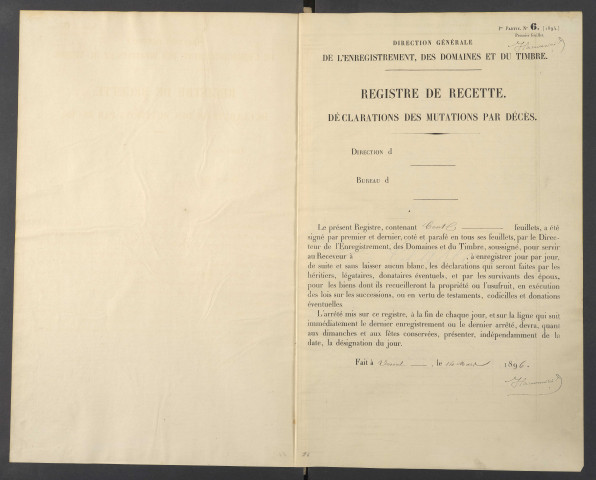 1re Partie, No 6. (1894)
Premier feuillet
DIRECTION GÉNÉRALE
DE L'ENREGISTREMENT, DES DOMAINES ET DU TIMBRE.
REGISTRE DE RECETTE.
DÉCLARATIONS DES MUTATIONS PAR DÉCÈS.
DIRECTION d
BUREAU d
Le présent Registre, contenant feuillets, a été
signé par premier et dernier, coté et parafé en tous ses feuillets, par le Direc-
teur de l'Enregistrement, des Domaines et du Timbre, soussigné, pour servir
au Receveur à , à enregistrer jour par jour,
de suite et sans laisser aucun blanc, les déclarations qui seront faites par les
héritiers, légataires, donataires éventuels, et par les survivants des époux,
pour les biens dont ils recueilleront la propriété ou l'usufruit, en exécution
des lois sur les successions, ou en vertu de testaments, codicilles et donations
éventuelles.
L'arrêté mis sur ce registre, à la fin de chaque jour, et sur la ligne qui suit
immédiatement le dernier enregistrement ou le dernier arrêté, devra, quant
aux dimanches et aux fêtes conservées, présenter, indépendamment de la
date, la désignation du jour.
Fait à , le 1896.